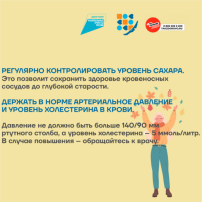 РЕГУЛЯРНО КОНТРОЛИРОВАТЬ УРОВЕНЬ САХАРА.
Это позволит сохранить здоровье кровеносных
сосудов до глубокой старости.
ДЕРЖАТЬ В НОРМЕ АРТЕРИАЛЬНОЕ ДАВЛЕНИЕ
И УРОВЕНЬ ХОЛЕСТЕРИНА В КРОВИ.
Давление не должно быть больше 140/90 мм
ртутного столба, а уровень холестерина – 5 ммоль/литр.
В случае повышения – обращайтесь к врачу